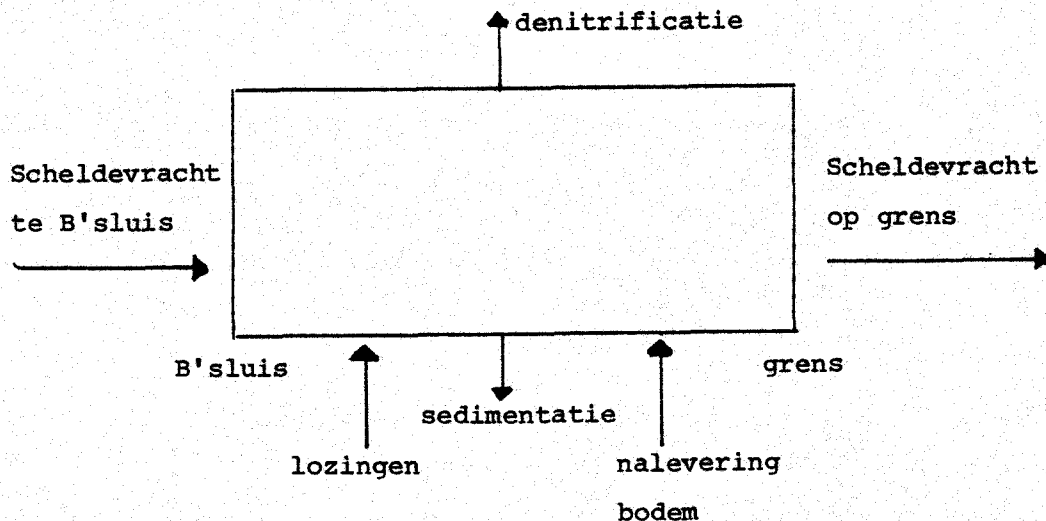 denitrificatie
Scheldevracht
te B'sluis
Scheldevracht
op grens
B'sluis
grens
sedimentatie
lozingen
nalevering
bodem